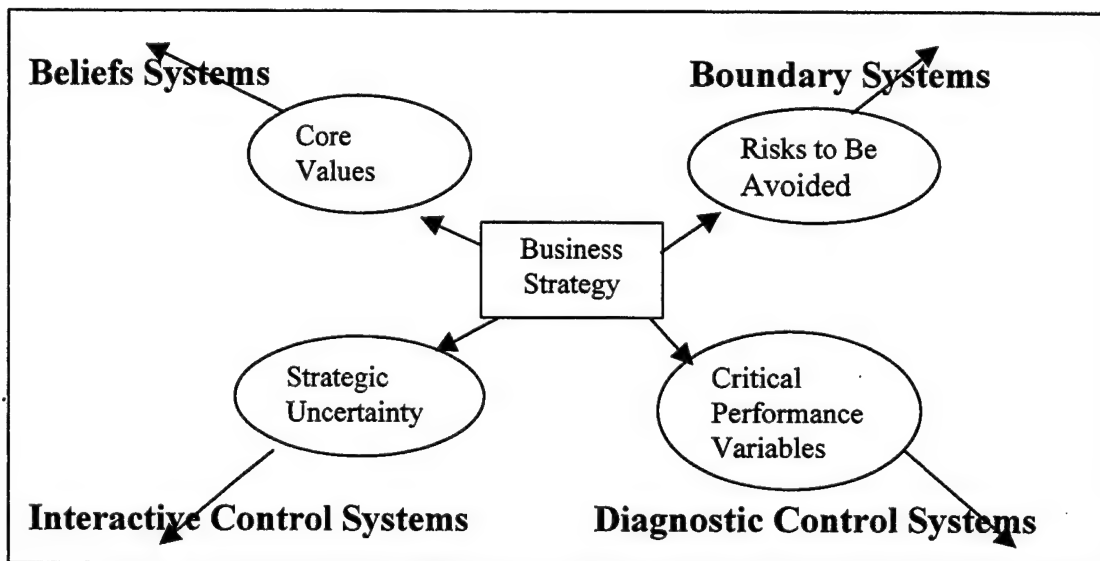 Beliefs Systems
Boundary Systems
Core
Values
Risks to Be
Avoided
Business
Strategy
Strategic
Uncertainty
Critical
Performance
Variables
Interactive Control Systems
Diagnostic Control Systems